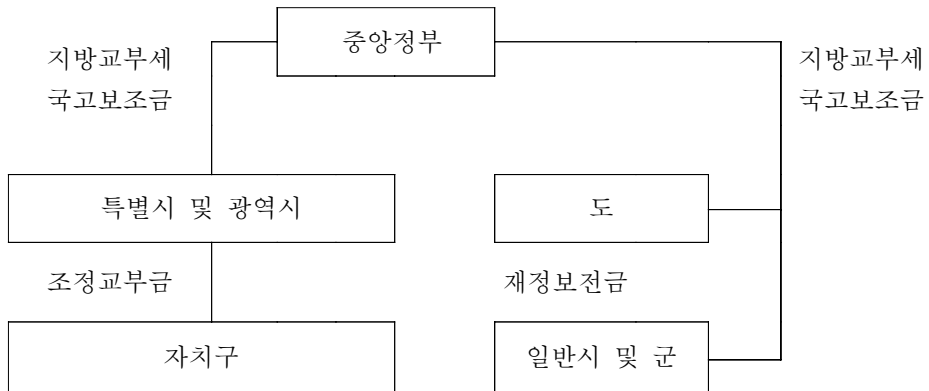 중앙정부
지방교부세
국고보조금
지방교부세
국고보조금
특별시 및 광역시
도
조정교부금
재정보전금
자치구
일반시 및 군